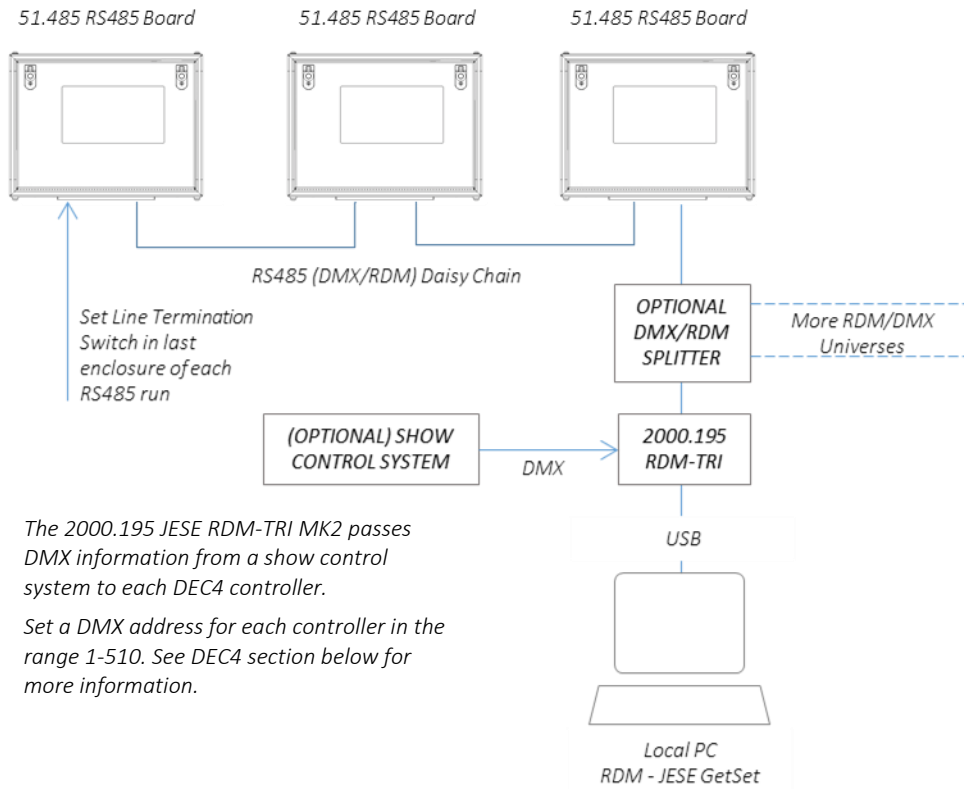 51.485 RS485 Board
51.485 RS485 Board
51.485 RS485 Board
RS485 (DMX/RDM) Daisy Chain
Set Line Termination
Switch in last
enclosure of each
RS485 run
OPTIONAL
DMX/RDM
SPLITTER
More RDM/DMX
Universes
(OPTIONAL) SHOW
CONTROL SYSTEM
DMX
2000.195
RDM-TRI
The 2000.195 JESE RDM-TRI MK2 passes
DMX information from a show control
system to each DEC4 controller.
Set a DMX address for each controller in the
range 1-510. See DEC4 section below for
more information.
USB
Local PC
RDM - JESE GetSet